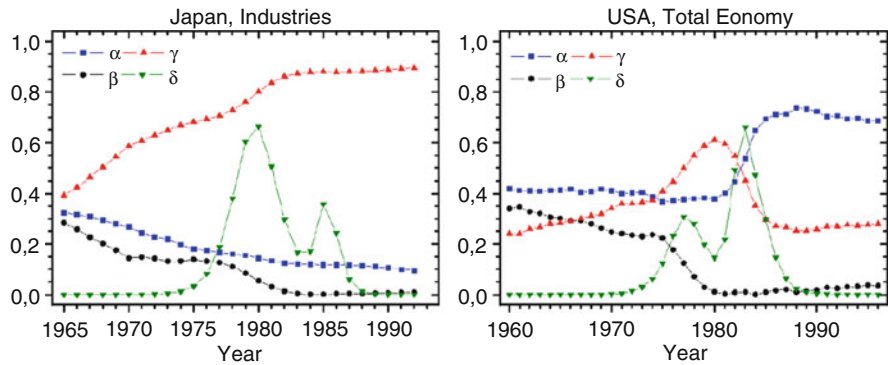 Japan, Industries
1,0
0,8
0,6
0,4
0,2
0,0
α γ
β δ
1965 1970 1975 1980 1985 1990
Year
USA, Total Eonomy
1,0
0,8
0,6
0,4
0,2
0,0
α γ
β δ
1960 1970 1980 1990
Year